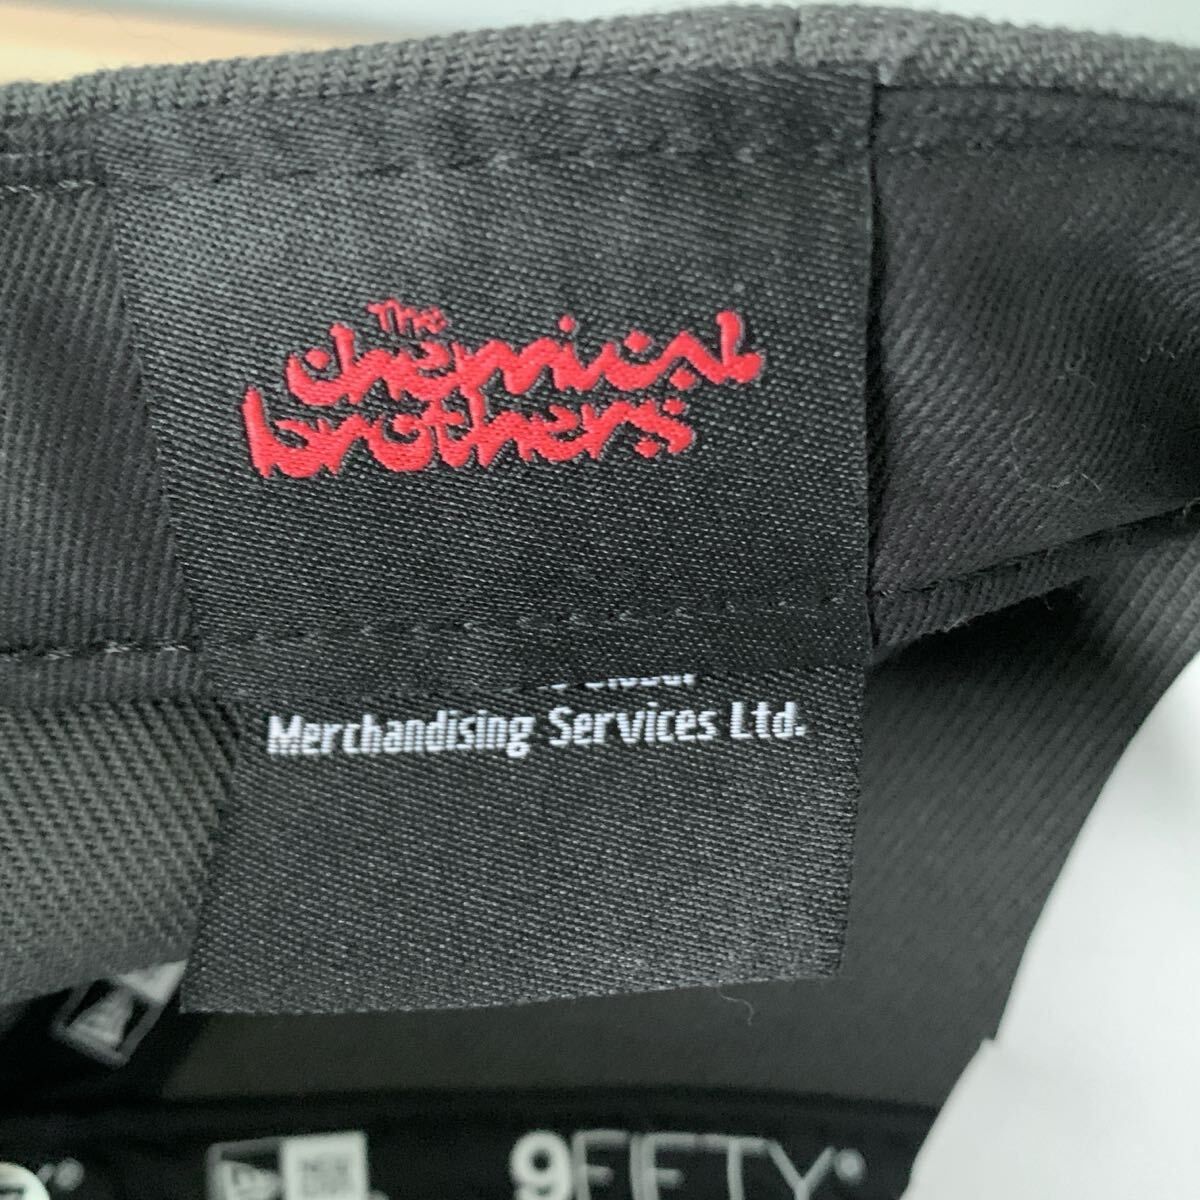 The
chemical
brothers
Merchandising Services Ltd.
9FIFTY®